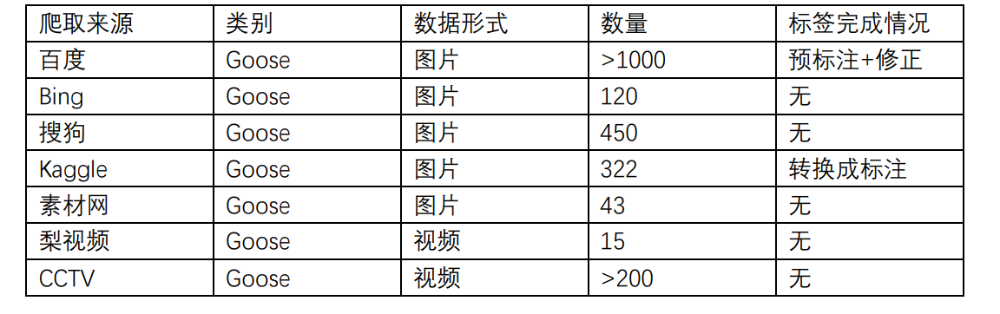 爬取来源 类别 数据形式 数量 标签完成情况
百度 Goose 图片 >1000 预标注+修正
Bing Goose 图片 120 无
搜狗 Goose 图片 450 无
Kaggle Goose 图片 322 转换成标注
素材网 Goose 图片 43 无
梨视频 Goose 视频 15 无
CCTV Goose 视频 >200 无